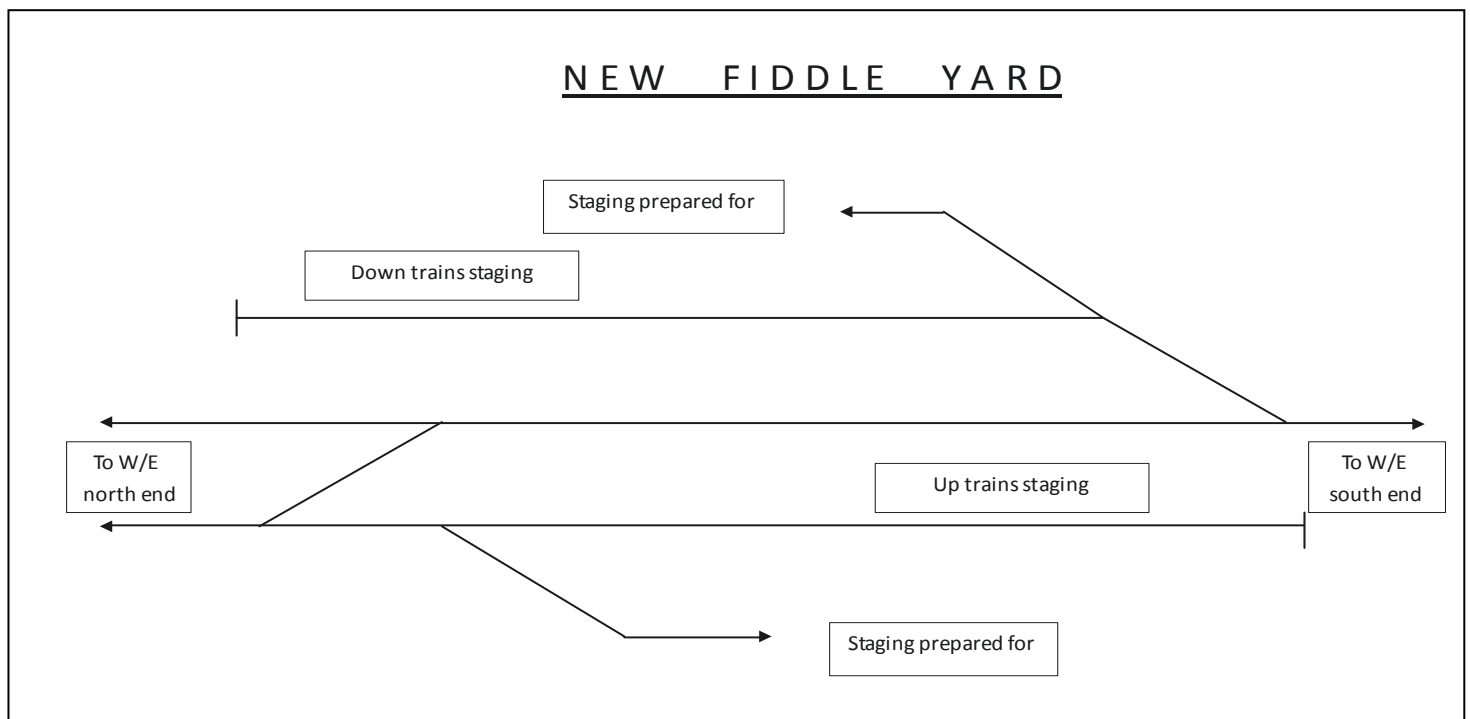 NEW FIDDLE YARD
Staging prepared for
Down trains staging
To W/E
north end
Up trains staging
To W/E
south end
Staging prepared for